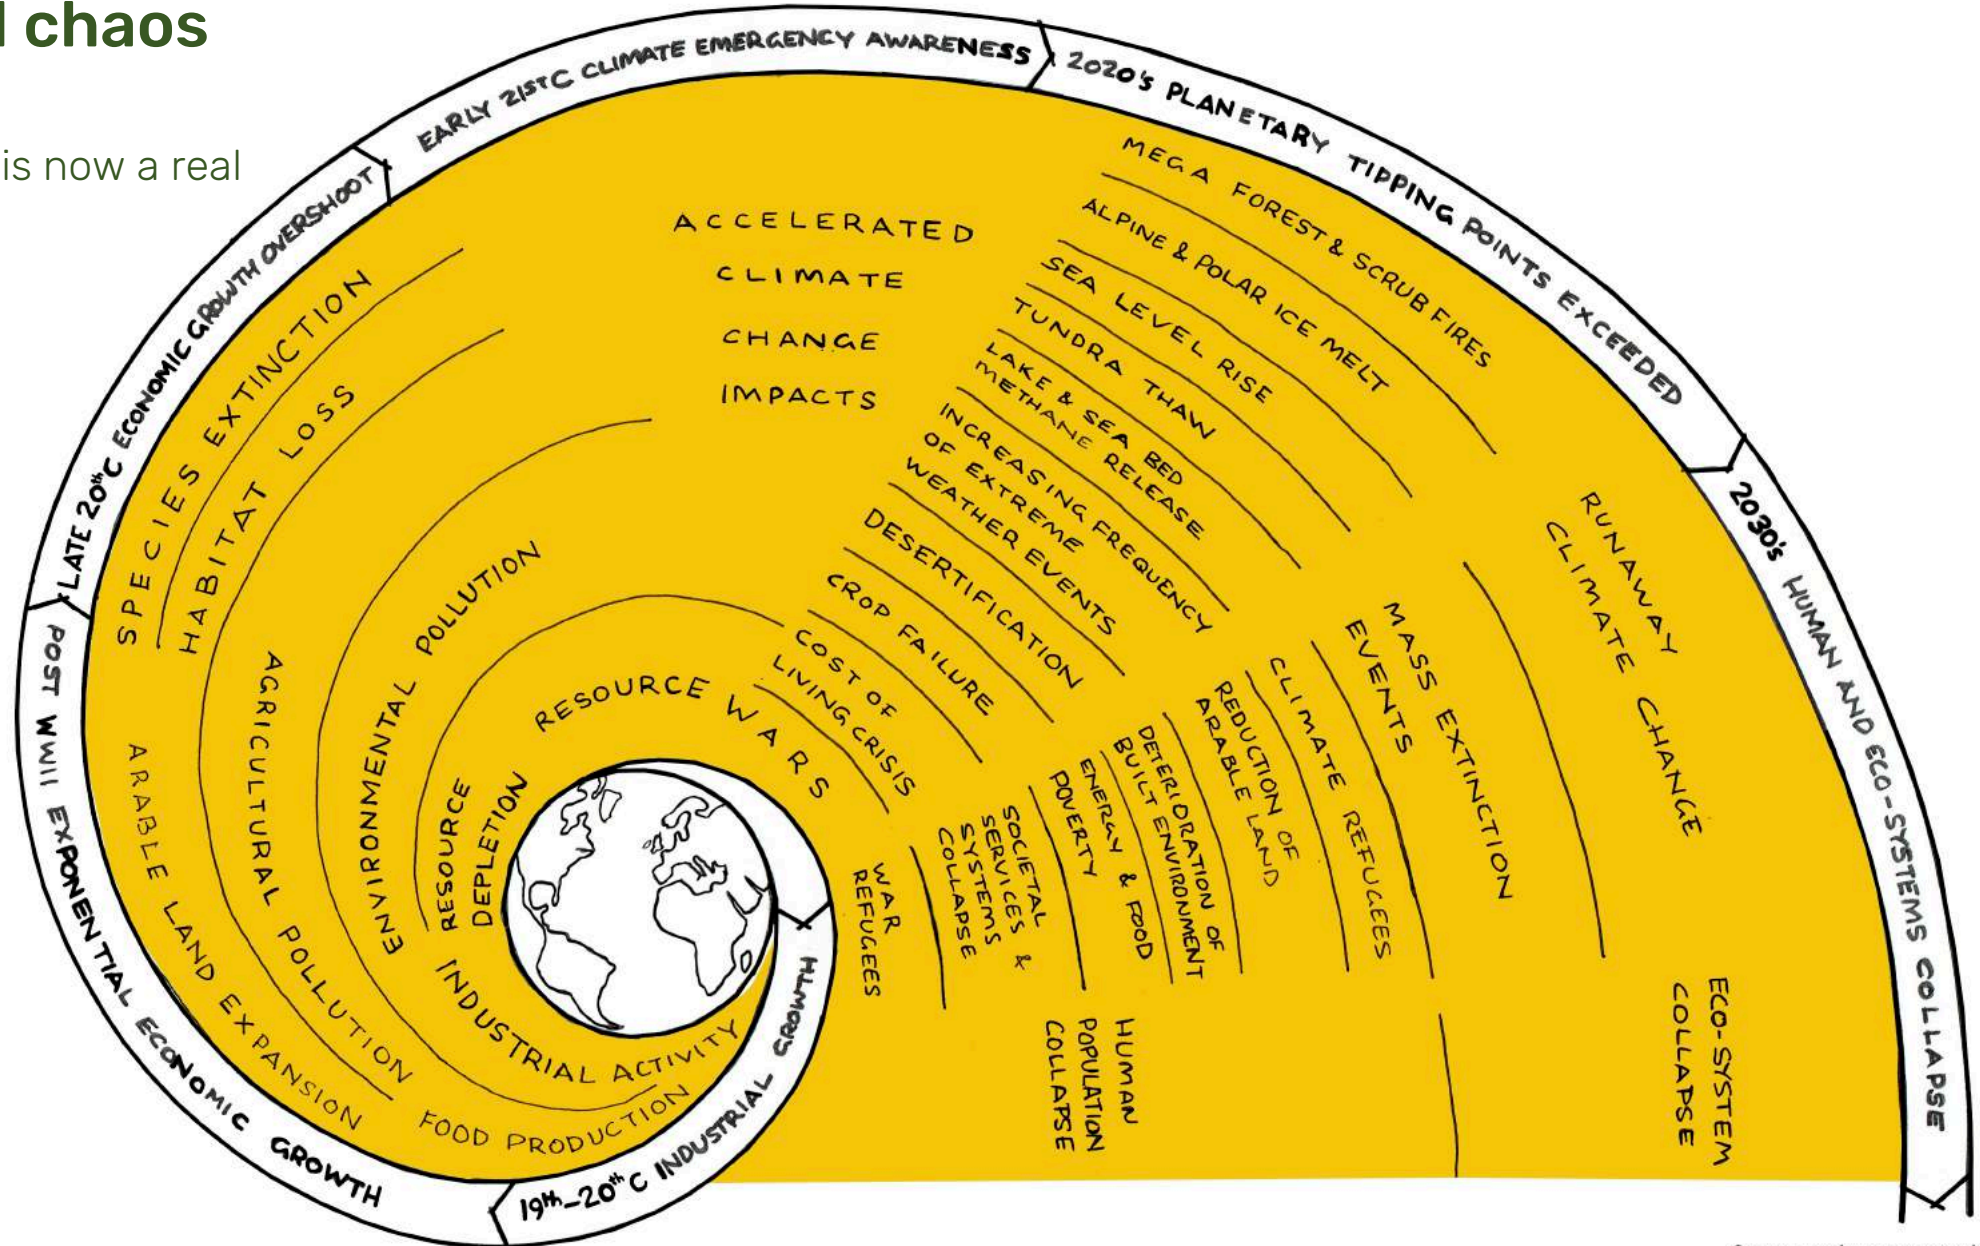 l chaos
is now a real
19th-20th C INDUSTRIAL GROWTH
POST WWII EXPONENTIAL ECONOMIC GROWTH
LATE 20th C ECONOMIC GROWTH OVERSHOOT
EARLY 21ST C CLIMATE EMERGENCY AWARENESS
2020's PLANETARY TIPPING POINTS EXCEEDED
2030's HUMAN AND ECO-SYSTEMS COLLAPSE
INDUSTRIAL ACTIVITY
FOOD PRODUCTION
ARABLE LAND EXPANSION
AGRICULTURAL POLLUTION
ENVIRONMENTAL POLLUTION
RESOURCE
DEPLETION
RESOURCE WARS
SPECIES EXTINCTION
HABITAT LOSS
ACCELERATED
CLIMATE
CHANGE
IMPACTS
MEGA FOREST & SCRUB FIRES
ALPINE & POLAR ICE MELT
SEA LEVEL RISE
TUNDRA THAW
LAKE & SEA BED
METHANE RELEASE
INCREASING FREQUENCY
OF EXTREME
WEATHER EVENTS
DESERTIFICATION
CROP FAILURE
COST OF
LIVING CRISIS
RUNAWAY
CLIMATE CHANGE
MASS EXTINCTION
EVENTS
CLIMATE REFUGEES
REDUCTION OF
ARABLE LAND
DETERIORATION OF
BUILT ENVIRONMENT
ENERGY & FOOD
POVERTY
SOCIETAL
SERVICES &
SYSTEMS
COLLAPSE
WAR
REFUGEES
HUMAN
POPULATION
COLLAPSE
ECO-SYSTEM
COLLAPSE